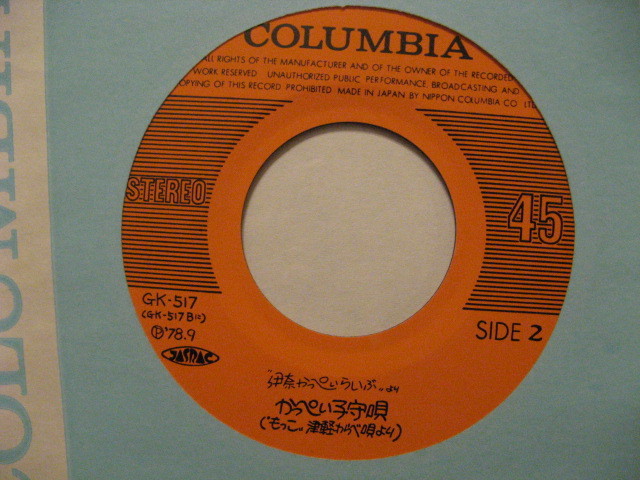 COLUMBIA
ALL RIGHTS OF THE MANUFACTURER AND OF THE OWNER OF THE RECORDED
WORK RESERVED UNAUTHORIZED PUBLIC PERFORMANCE, BROADCASTING AND
COPYING OF THIS RECORD PROHIBITED MADE IN JAPAN BY NIPPON COLUMBIA CO. LTD
STEREO
45
GK-517
(GK-517B12)
Ⓟ'78.9
JASRAC
SIDE 2
"伊奈かっぺいらいぶ"より
かっぺい子守唄
("もっこ"津軽わらべ唄より)